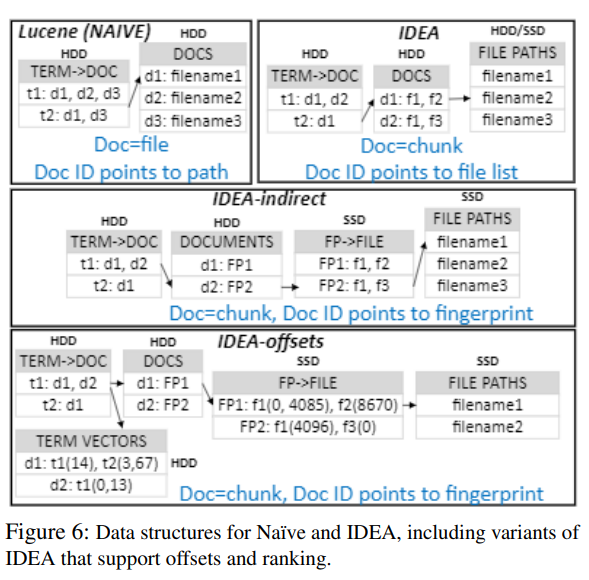 Lucene (NAIVE)
HDD
HDD
DOCS
TERM->DOC
d1: filename1
t1: d1, d2, d3
d2: filename2
t2: d1, d3
d3: filename3
Doc=file
Doc ID points to path
IDEA
HDD/SSD
HDD
HDD
FILE PATHS
TERM->DOC
DOCS
filename1
t1: d1, d2
d1: f1, f2
filename2
t2: d1
d2: f1, f3
filename3
Doc=chunk
Doc ID points to file list
IDEA-indirect
SSD
HDD
HDD
SSD
FILE PATHS
TERM->DOC
DOCUMENTS
FP->FILE
filename1
t1: d1, d2
d1: FP1
FP1: f1, f2
filename2
t2: d1
d2: FP2
FP2: f1, f3
filename3
Doc=chunk, Doc ID points to fingerprint
HDD
HDD
IDEA-offsets
TERM->DOC
DOCS
SSD
SSD
t1: d1, d2
d1: FP1
FP->FILE
FILE PATHS
t2: d1
d2: FP2
FP1: f1(0, 4085), f2(8670)
filename1
FP2: f1(4096), f3(0)
filename2
TERM VECTORS
d1: t1(14), t2(3,67)
HDD
d2: t1(0,13)
Doc=chunk, Doc ID points to fingerprint
Figure 6: Data structures for Naïve and IDEA, including variants of
IDEA that support offsets and ranking.